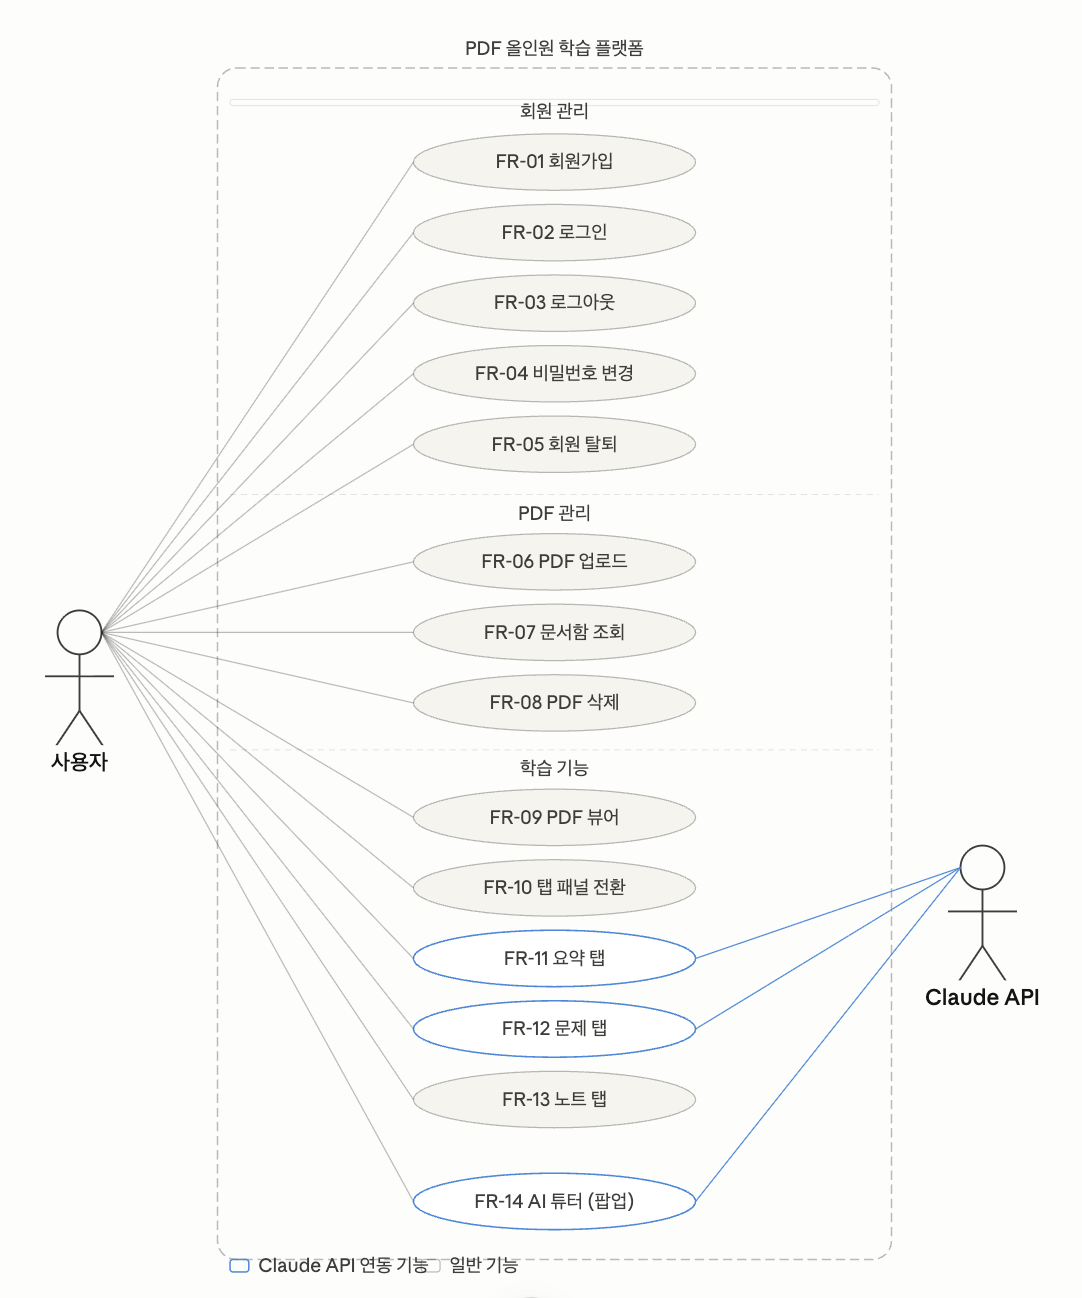 PDF 올인원 학습 플랫폼
회원 관리
FR-01 회원가입
FR-02 로그인
FR-03 로그아웃
FR-04 비밀번호 변경
FR-05 회원 탈퇴
PDF 관리
FR-06 PDF 업로드
FR-07 문서함 조회
FR-08 PDF 삭제
사용자
학습 기능
FR-09 PDF 뷰어
FR-10 탭 패널 전환
FR-11 요약 탭
Claude API
FR-12 문제 탭
FR-13 노트 탭
FR-14 AI 튜터 (팝업)
Claude API 연동 기능
일반 기능